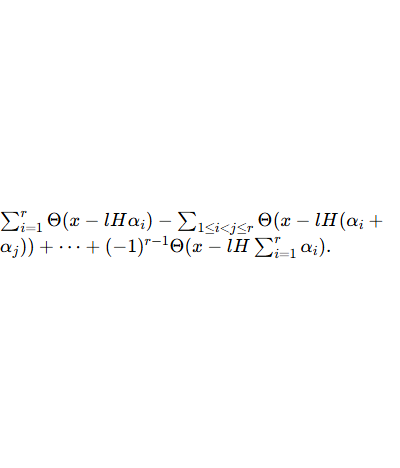 $\sum_{i=1}^{r} \Theta(x - lH\alpha_i) - \sum_{1 \leq i < j \leq r} \Theta(x - lH(\alpha_i +$
$\alpha_j)) + \cdots + (-1)^{r-1} \Theta(x - lH \sum_{i=1}^{r} \alpha_i).$